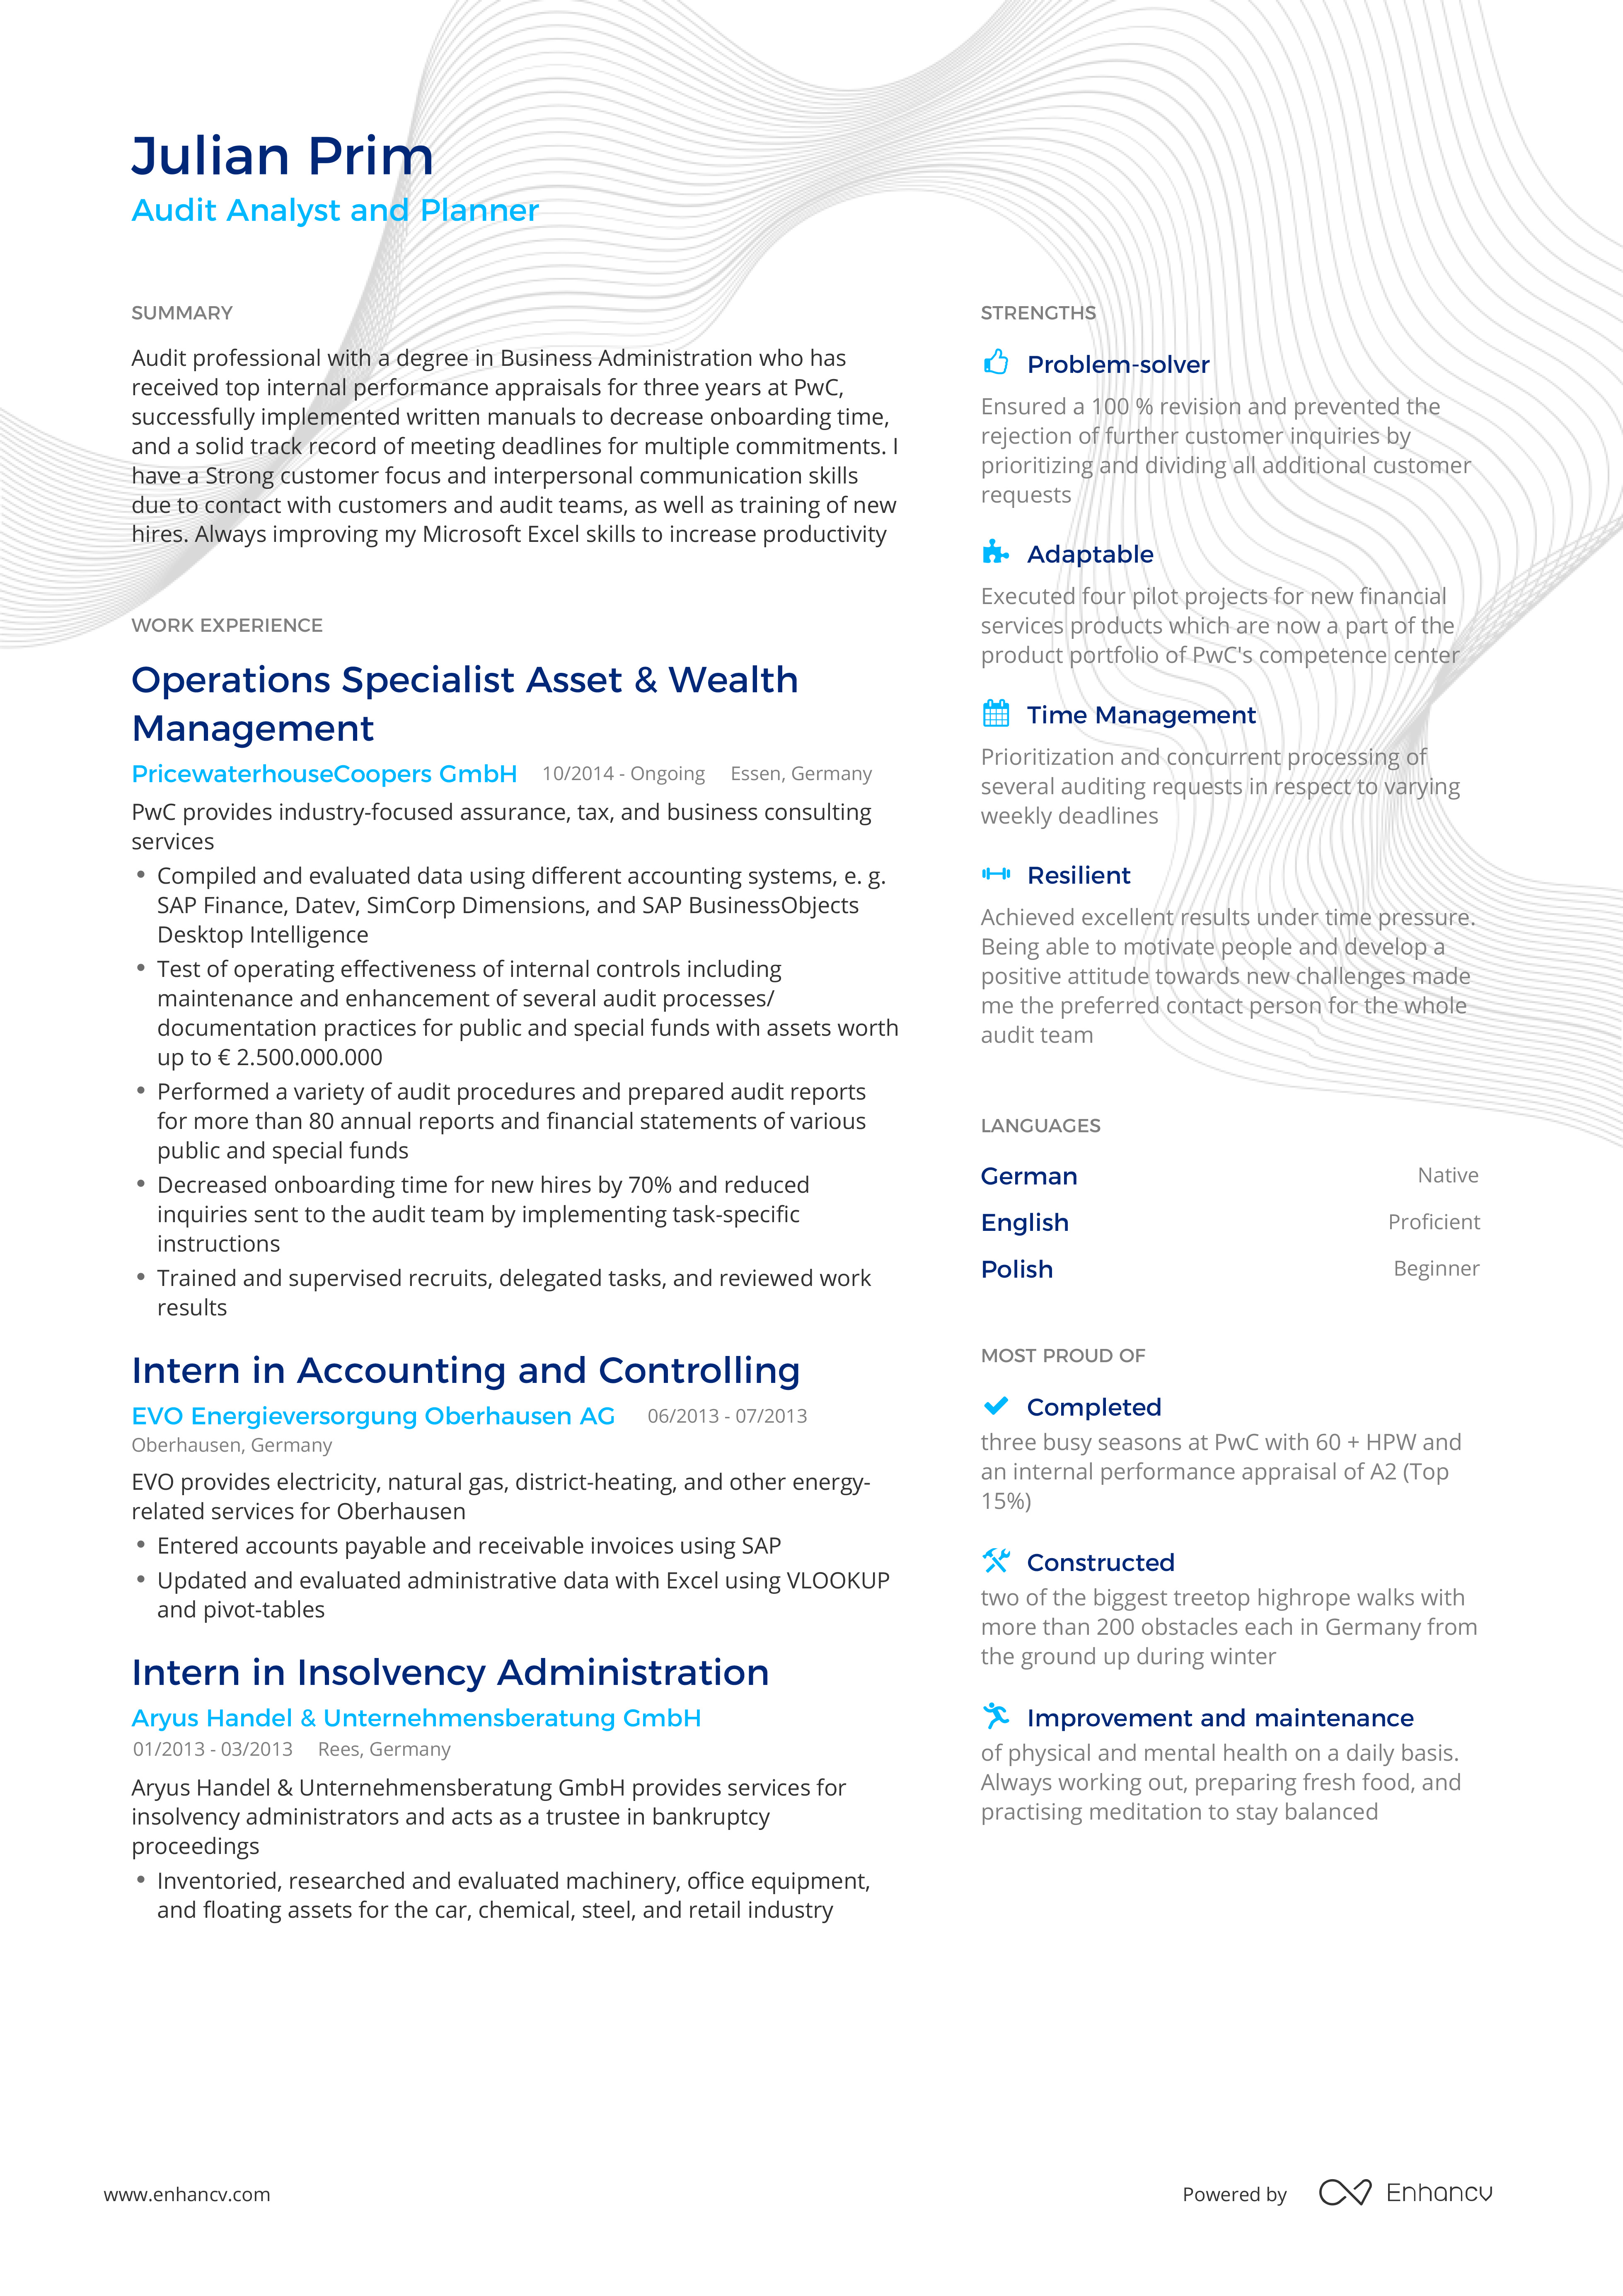 Julian Prim
Audit Analyst and Planner
SUMMARY
Audit professional with a degree in Business Administration who has
received top internal performance appraisals for three years at PwC,
successfully implemented written manuals to decrease onboarding time,
and a solid track record of meeting deadlines for multiple commitments. I
have a Strong customer focus and interpersonal communication skills
due to contact with customers and audit teams, as well as training of new
hires. Always improving my Microsoft Excel skills to increase productivity
WORK EXPERIENCE
Operations Specialist Asset & Wealth
Management
PricewaterhouseCoopers GmbH 10/2014 - Ongoing Essen, Germany
PwC provides industry-focused assurance, tax, and business consulting
services
• Compiled and evaluated data using different accounting systems, e. g.
SAP Finance, Datev, SimCorp Dimensions, and SAP BusinessObjects
Desktop Intelligence
• Test of operating effectiveness of internal controls including
maintenance and enhancement of several audit processes/
documentation practices for public and special funds with assets worth
up to € 2.500.000.000
• Performed a variety of audit procedures and prepared audit reports
for more than 80 annual reports and financial statements of various
public and special funds
• Decreased onboarding time for new hires by 70% and reduced
inquiries sent to the audit team by implementing task-specific
instructions
• Trained and supervised recruits, delegated tasks, and reviewed work
results
Intern in Accounting and Controlling
EVO Energieversorgung Oberhausen AG 06/2013 - 07/2013
Oberhausen, Germany
EVO provides electricity, natural gas, district-heating, and other energy-
related services for Oberhausen
• Entered accounts payable and receivable invoices using SAP
• Updated and evaluated administrative data with Excel using VLOOKUP
and pivot-tables
Intern in Insolvency Administration
Aryus Handel & Unternehmensberatung GmbH
01/2013 - 03/2013 Rees, Germany
Aryus Handel & Unternehmensberatung GmbH provides services for
insolvency administrators and acts as a trustee in bankruptcy
proceedings
• Inventoried, researched and evaluated machinery, office equipment,
and floating assets for the car, chemical, steel, and retail industry
STRENGTHS
Problem-solver
Ensured a 100 % revision and prevented the
rejection of further customer inquiries by
prioritizing and dividing all additional customer
requests
Adaptable
Executed four pilot projects for new financial
services products which are now a part of the
product portfolio of PwC's competence center
Time Management
Prioritization and concurrent processing of
several auditing requests in respect to varying
weekly deadlines
Resilient
Achieved excellent results under time pressure.
Being able to motivate people and develop a
positive attitude towards new challenges made
me the preferred contact person for the whole
audit team
LANGUAGES
German Native
English Proficient
Polish Beginner
MOST PROUD OF
Completed
three busy seasons at PwC with 60 + HPW and
an internal performance appraisal of A2 (Top
15%)
Constructed
two of the biggest treetop highrope walks with
more than 200 obstacles each in Germany from
the ground up during winter
Improvement and maintenance
of physical and mental health on a daily basis.
Always working out, preparing fresh food, and
practising meditation to stay balanced
www.enhancv.com
Powered by Enhancv